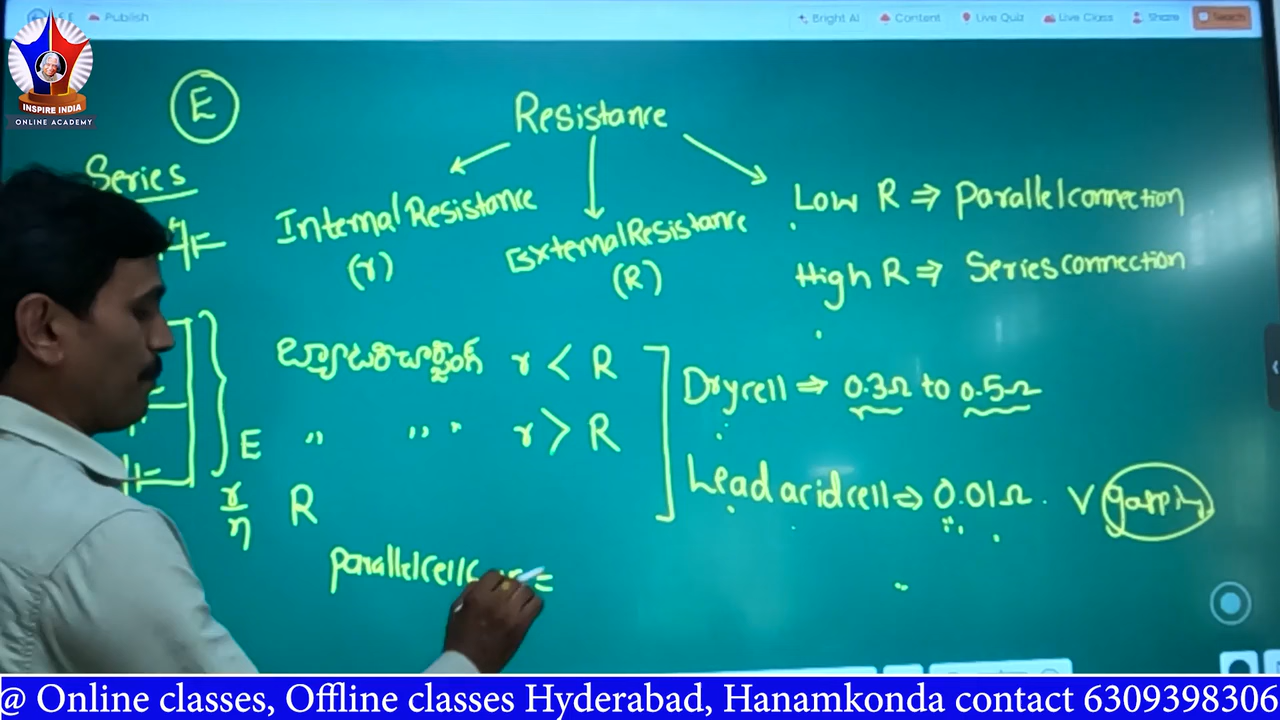 Publish
Bright AI
Content
Live Quiz
Live Class
Share
Teach
INSPIRE INDIA
ONLINE ACADEMY
E
Resistance
Series
Internal Resistance
(r)
External Resistance
(R)
Low R ⇒ parallel connection
High R ⇒ Series connection
r < R
" " " r > R
E
r/n R
Dry cell ⇒ 0.3Ω to 0.5Ω
Lead acid cell ⇒ 0.01Ω. V
parallel cell
=
@ Online classes, Offline classes Hyderabad, Hanamkonda contact 6309398306